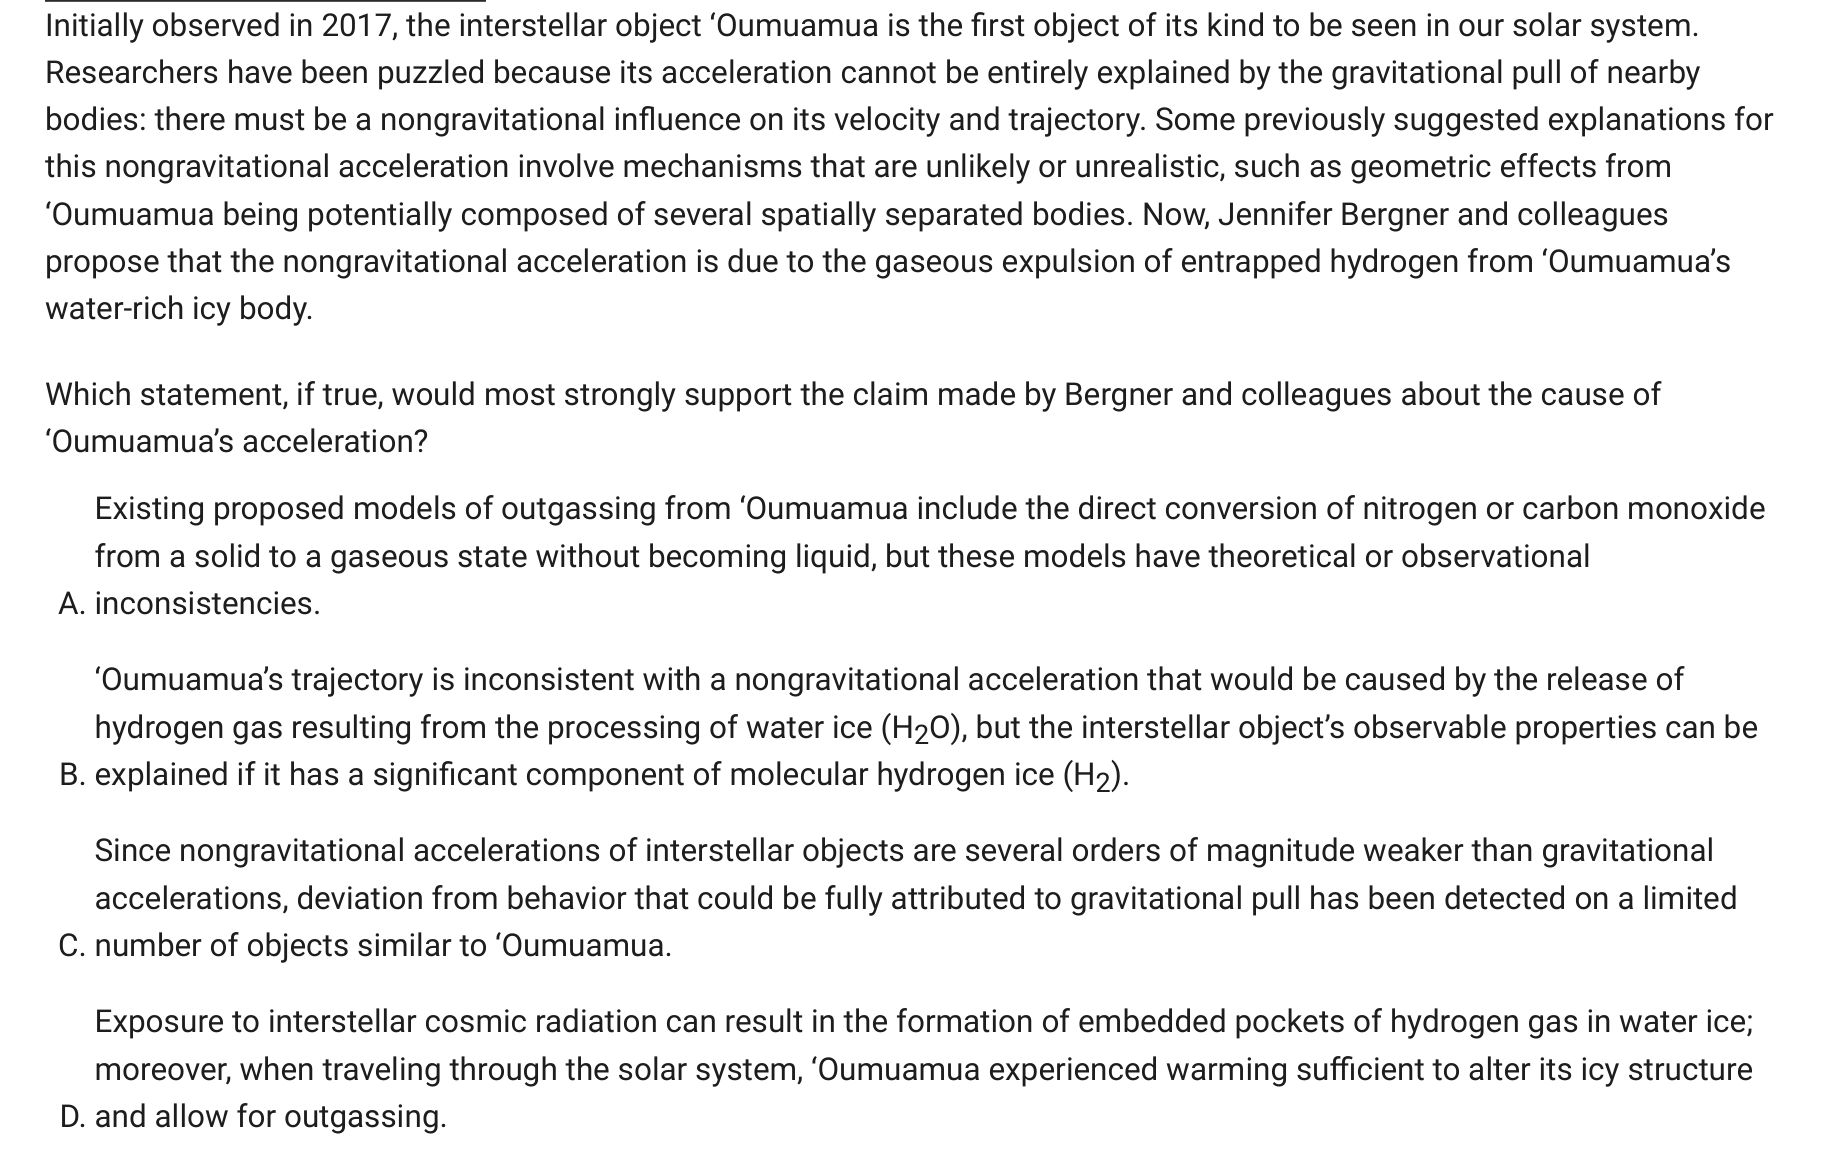 Initially observed in 2017, the interstellar object ‘Oumuamua is the first object of its kind to be seen in our solar system.
Researchers have been puzzled because its acceleration cannot be entirely explained by the gravitational pull of nearby
bodies: there must be a nongravitational influence on its velocity and trajectory. Some previously suggested explanations for
this nongravitational acceleration involve mechanisms that are unlikely or unrealistic, such as geometric effects from
‘Oumuamua being potentially composed of several spatially separated bodies. Now, Jennifer Bergner and colleagues
propose that the nongravitational acceleration is due to the gaseous expulsion of entrapped hydrogen from ‘Oumuamua’s
water-rich icy body.
Which statement, if true, would most strongly support the claim made by Bergner and colleagues about the cause of
‘Oumuamua’s acceleration?
Existing proposed models of outgassing from ‘Oumuamua include the direct conversion of nitrogen or carbon monoxide
from a solid to a gaseous state without becoming liquid, but these models have theoretical or observational
A. inconsistencies.
‘Oumuamua’s trajectory is inconsistent with a nongravitational acceleration that would be caused by the release of
hydrogen gas resulting from the processing of water ice (H2O), but the interstellar object’s observable properties can be
B. explained if it has a significant component of molecular hydrogen ice (H2).
Since nongravitational accelerations of interstellar objects are several orders of magnitude weaker than gravitational
accelerations, deviation from behavior that could be fully attributed to gravitational pull has been detected on a limited
C. number of objects similar to ‘Oumuamua.
Exposure to interstellar cosmic radiation can result in the formation of embedded pockets of hydrogen gas in water ice;
moreover, when traveling through the solar system, ‘Oumuamua experienced warming sufficient to alter its icy structure
D. and allow for outgassing.